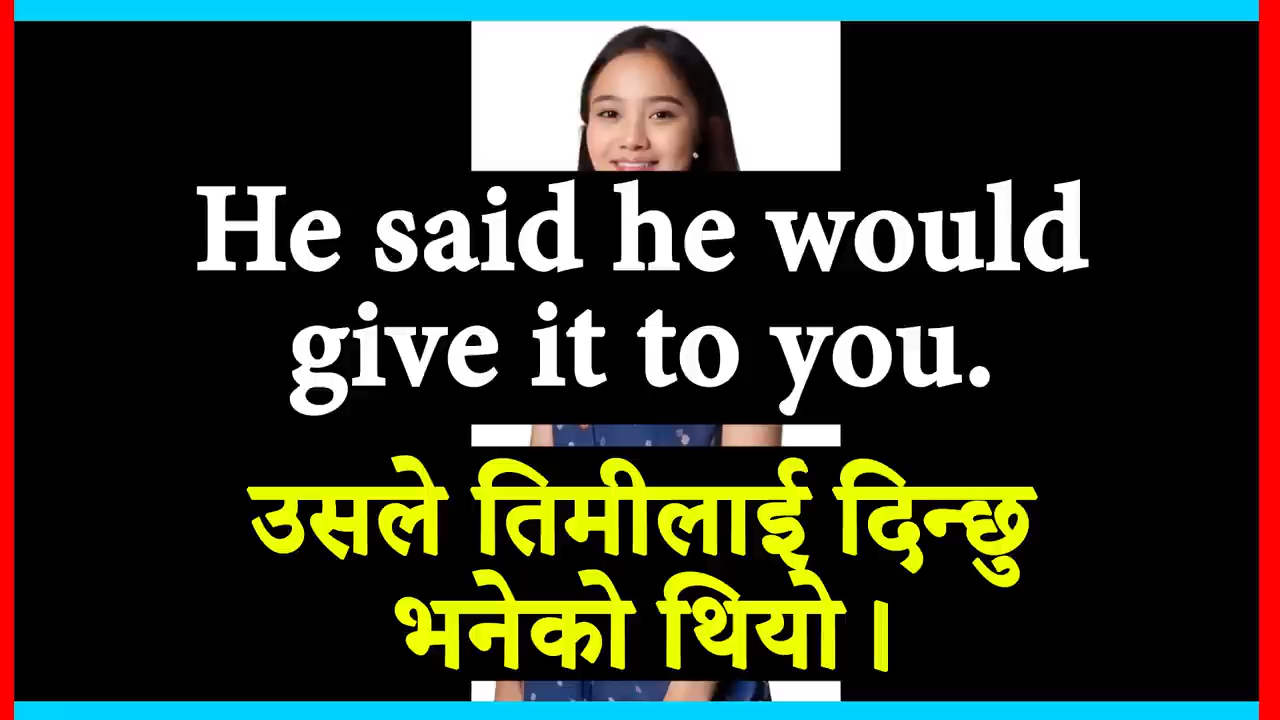 He said he would
give it to you.
उसले तिमीलाई दिन्छु
भनेको थियो।